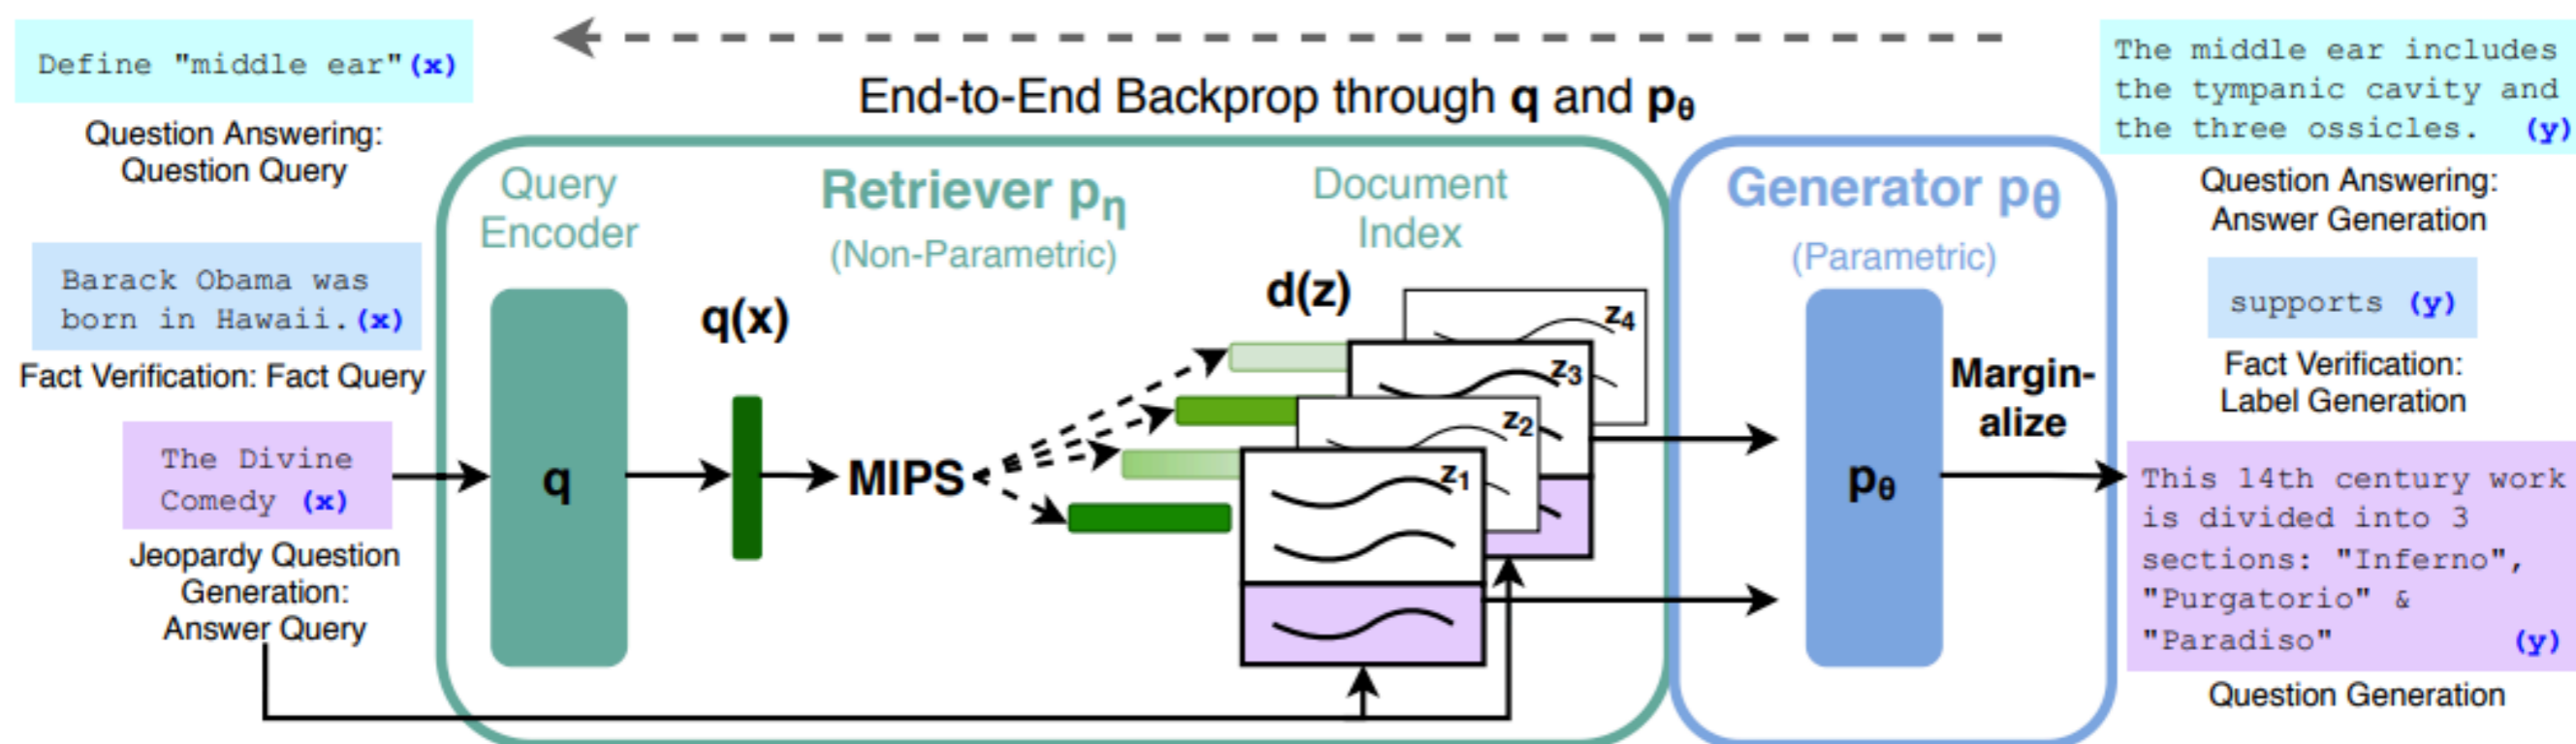 Define "middle ear"(x)
Question Answering:
Question Query
Barack Obama was
born in Hawaii.(x)
Fact Verification: Fact Query
The Divine
Comedy (x)
Jeopardy Question
Generation:
Answer Query
End-to-End Backprop through q and pθ
Query
Encoder
Retriever pη
(Non-Parametric)
Document
Index
q
q(x)
MIPS
d(z)
z4
z3
z2
z1
Generator pθ
(Parametric)
pθ
Margin-
alize
The middle ear includes
the tympanic cavity and
the three ossicles. (y)
Question Answering:
Answer Generation
supports (y)
Fact Verification:
Label Generation
This 14th century work
is divided into 3
sections: "Inferno",
"Purgatorio" &
"Paradiso" (y)
Question Generation